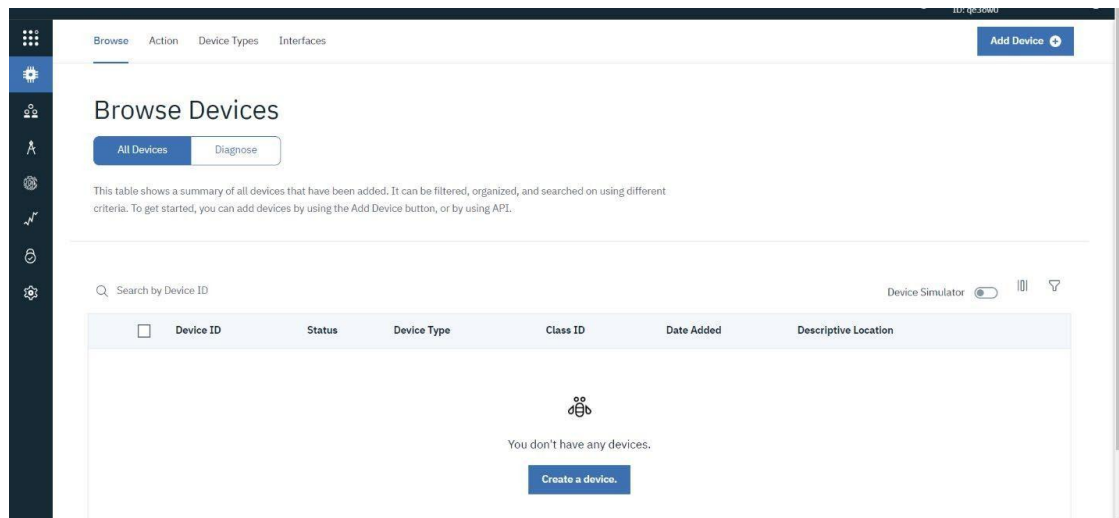 Browse Action Device Types Interfaces Add Device
Browse Devices
All Devices Diagnose
This table shows a summary of all devices that have been added. It can be filtered, organized, and searched on using different
criteria. To get started, you can add devices by using the Add Device button, or by using API.
Search by Device ID Device Simulator
Device ID Status Device Type Class ID Date Added Descriptive Location
You don't have any devices.
Create a device.